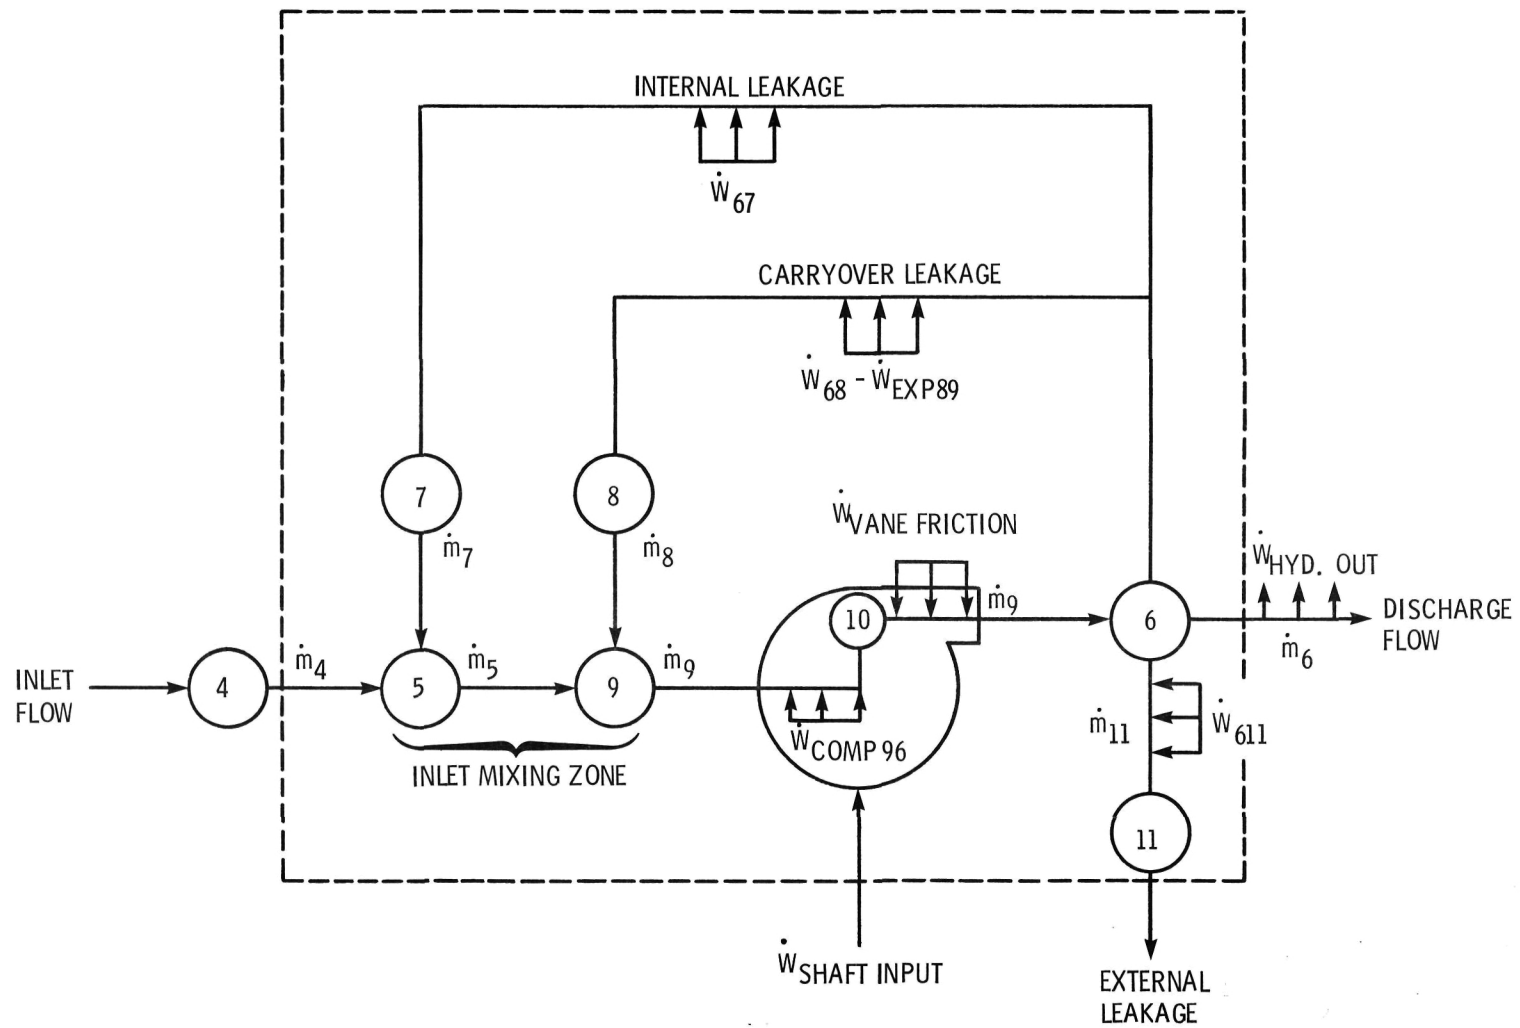 INTERNAL LEAKAGE
Ẇ67
CARRYOVER LEAKAGE
Ẇ68 - ẆEXP89
7
8
ṁ7
ṁ8
ẆVANE FRICTION
10
ṁ9
6
ẆHYD. OUT
ṁ6
DISCHARGE
FLOW
INLET
FLOW
4
ṁ4
5
ṁ5
9
ṁ9
ẆCOMP 96
INLET MIXING ZONE
ṁ11
Ẇ611
11
ẆSHAFT INPUT
EXTERNAL
LEAKAGE